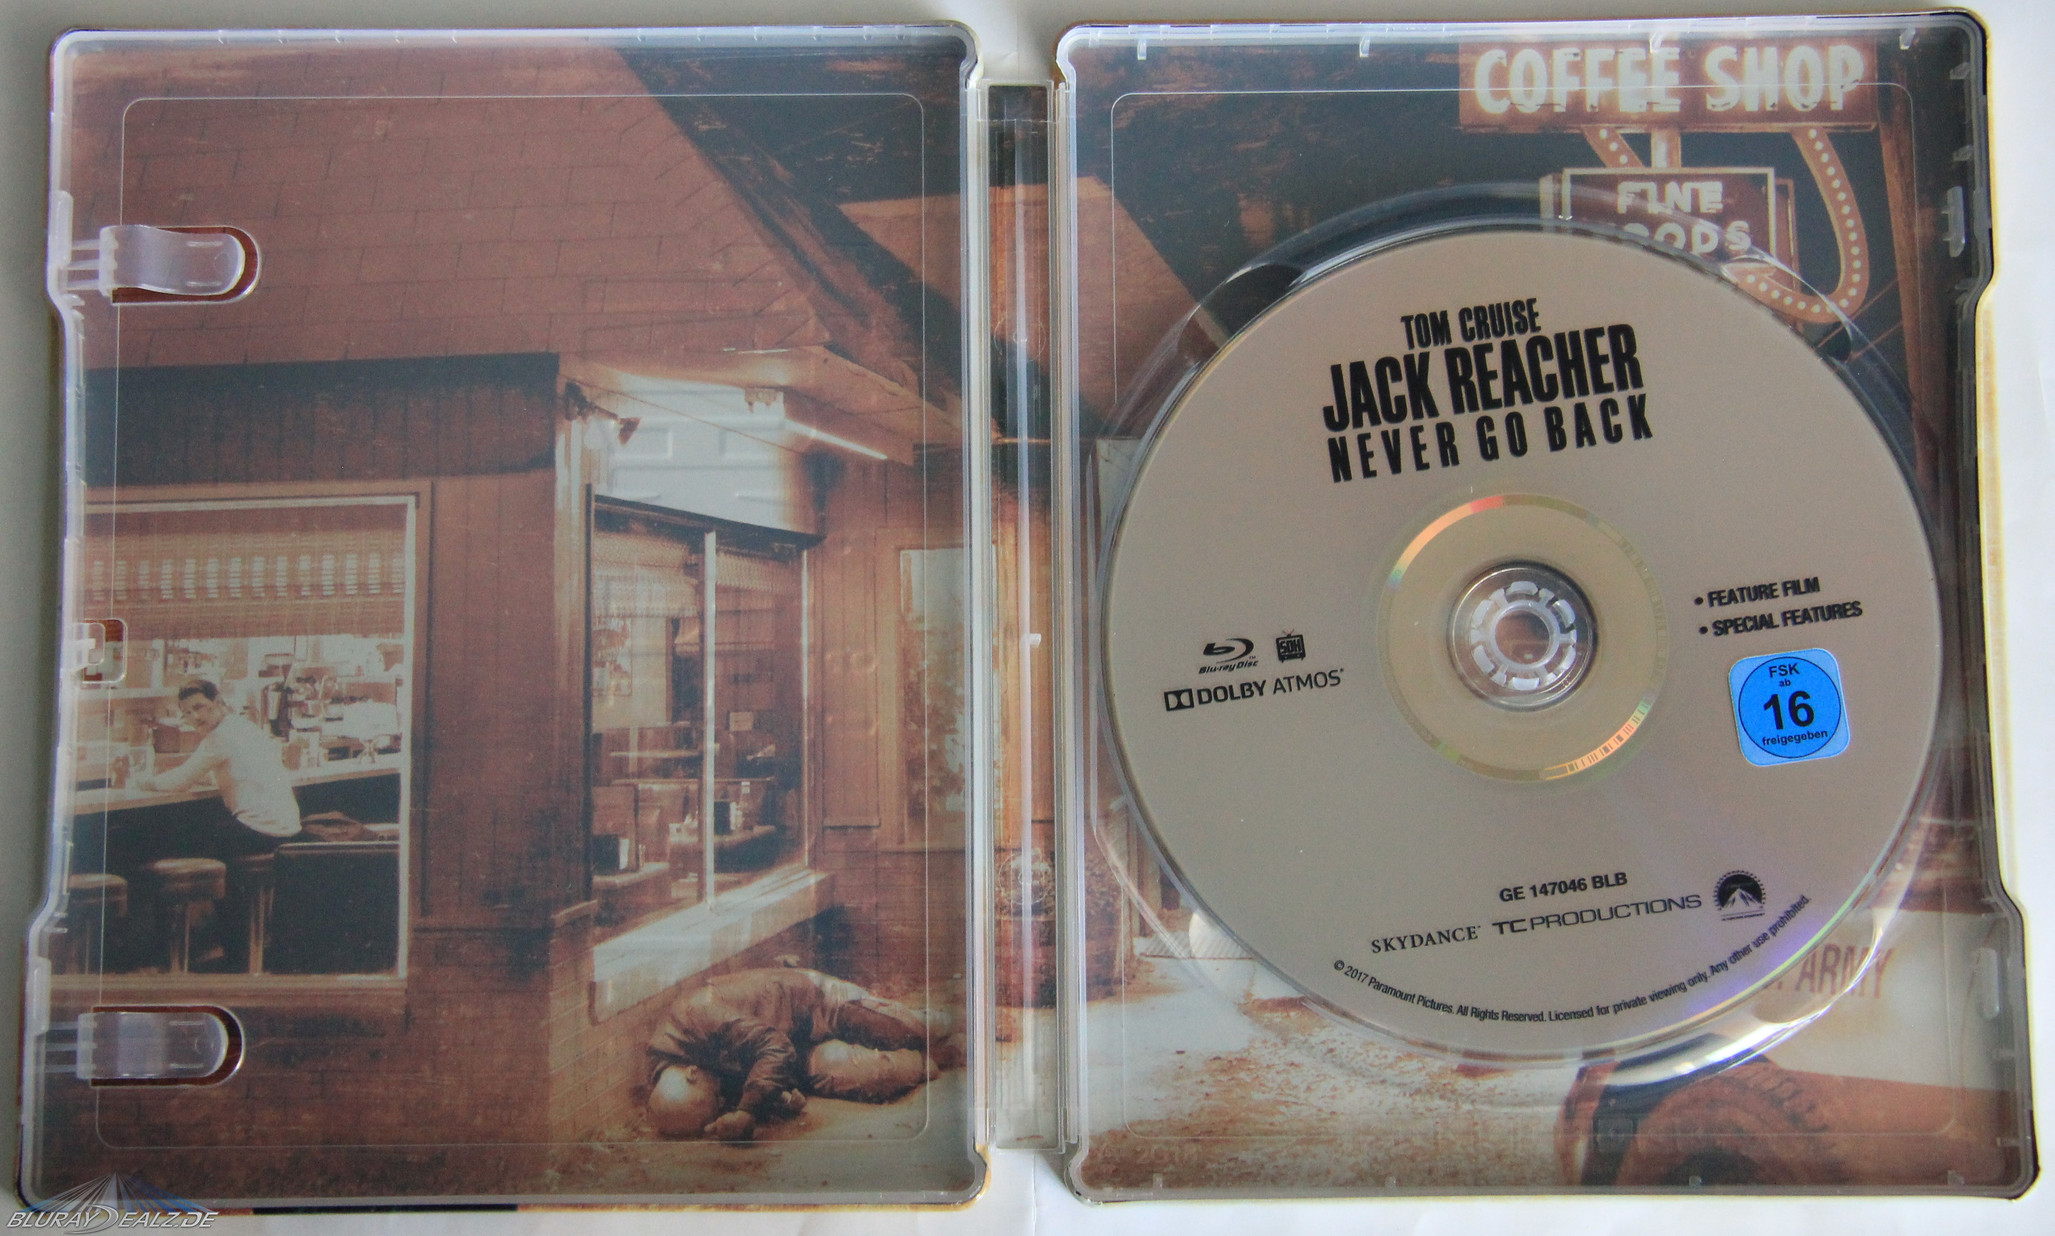 COFFEE SHOP
FINE
TOM CRUISE
JACK REACHER
NEVER GO BACK
Blu-ray Disc
SDH
DOLBY ATMOS
• FEATURE FILM
• SPECIAL FEATURES
FSK
ab
16
freigegeben
GE 147046 BLB
SKYDANCE TC PRODUCTIONS
© 2017 Paramount Pictures. All Rights Reserved. Licensed for private viewing only. Any other use prohibited.
ARMY
BLURAYDEALZ.DE